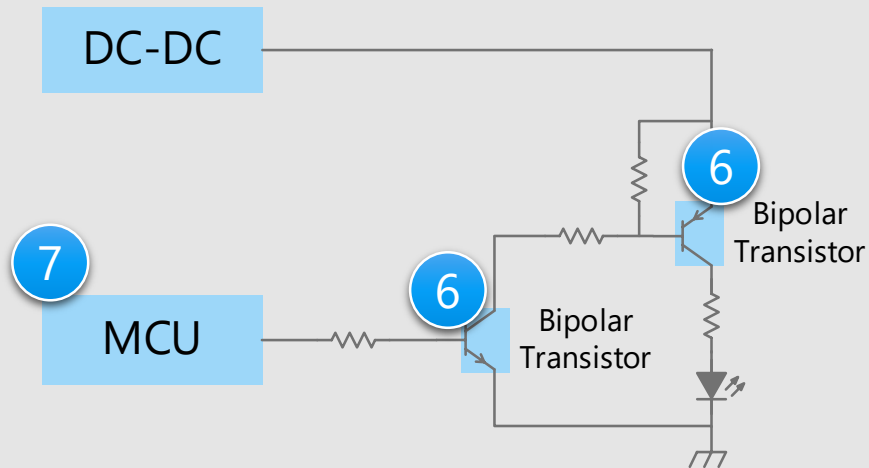 DC-DC
6
Bipolar
Transistor
7
6
MCU
Bipolar
Transistor